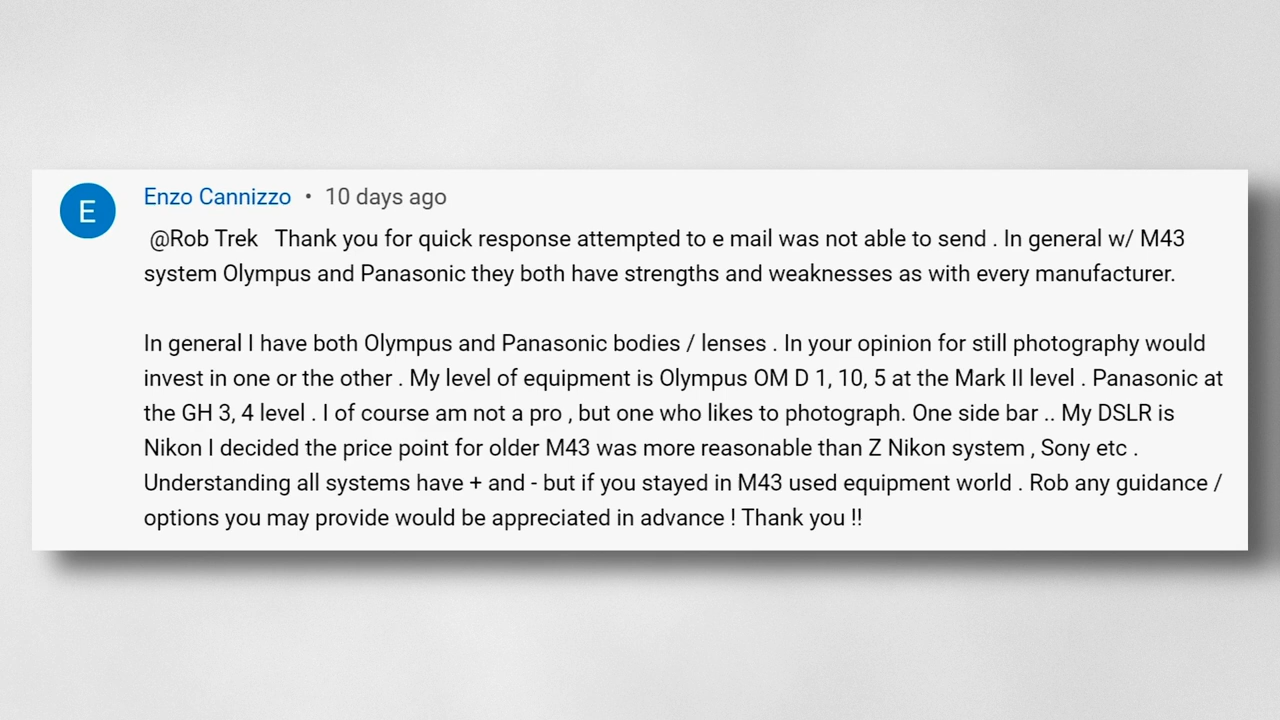 E
Enzo Cannizzo • 10 days ago
@Rob Trek Thank you for quick response attempted to e mail was not able to send . In general w/ M43
system Olympus and Panasonic they both have strengths and weaknesses as with every manufacturer.
In general I have both Olympus and Panasonic bodies / lenses . In your opinion for still photography would
invest in one or the other . My level of equipment is Olympus OM D 1, 10, 5 at the Mark II level . Panasonic at
the GH 3, 4 level . I of course am not a pro , but one who likes to photograph. One side bar .. My DSLR is
Nikon I decided the price point for older M43 was more reasonable than Z Nikon system , Sony etc .
Understanding all systems have + and - but if you stayed in M43 used equipment world . Rob any guidance /
options you may provide would be appreciated in advance ! Thank you !!